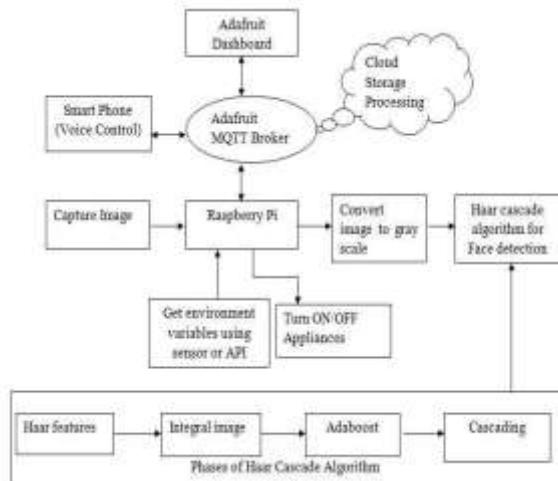 Adafruit
Dashboard
Cloud
Storage
Processing
Smart Phone
(Voice Control)
Adafruit
MQTT Broker
Capture Image
Raspberry Pi
Convert
image to gray
scale
Haar cascade
algorithm for
Face detection
Get environment
variables using
sensor or API
Turn ON/OFF
Appliances
Haar features
Integral image
Adaboost
Cascading
Phases of Haar Cascade Algorithm